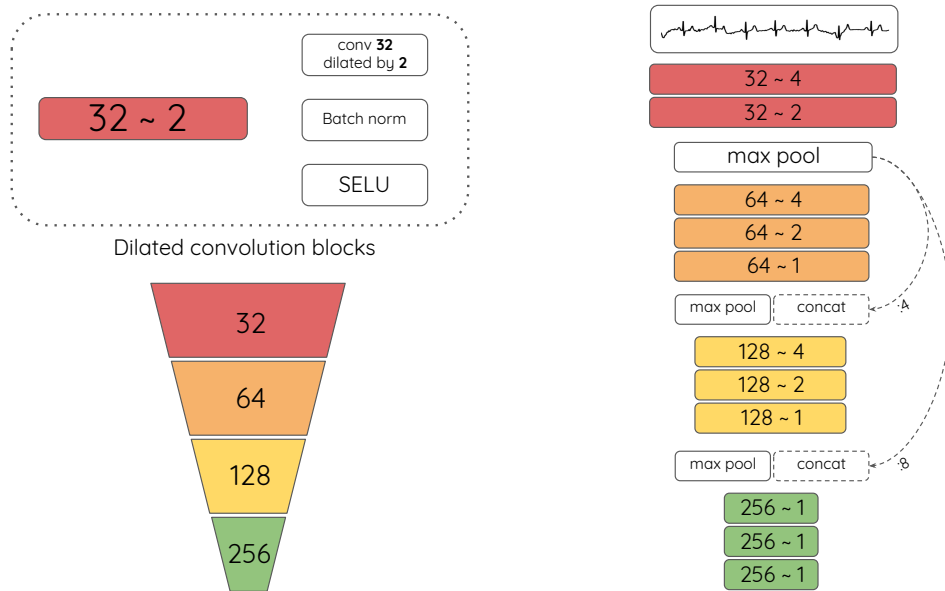 32 ~ 2
conv 32
dilated by 2
Batch norm
SELU
Dilated convolution blocks
32
64
128
256
32 ~ 4
32 ~ 2
max pool
64 ~ 4
64 ~ 2
64 ~ 1
max pool
concat
:4
128 ~ 4
128 ~ 2
128 ~ 1
max pool
concat
:8
256 ~ 1
256 ~ 1
256 ~ 1